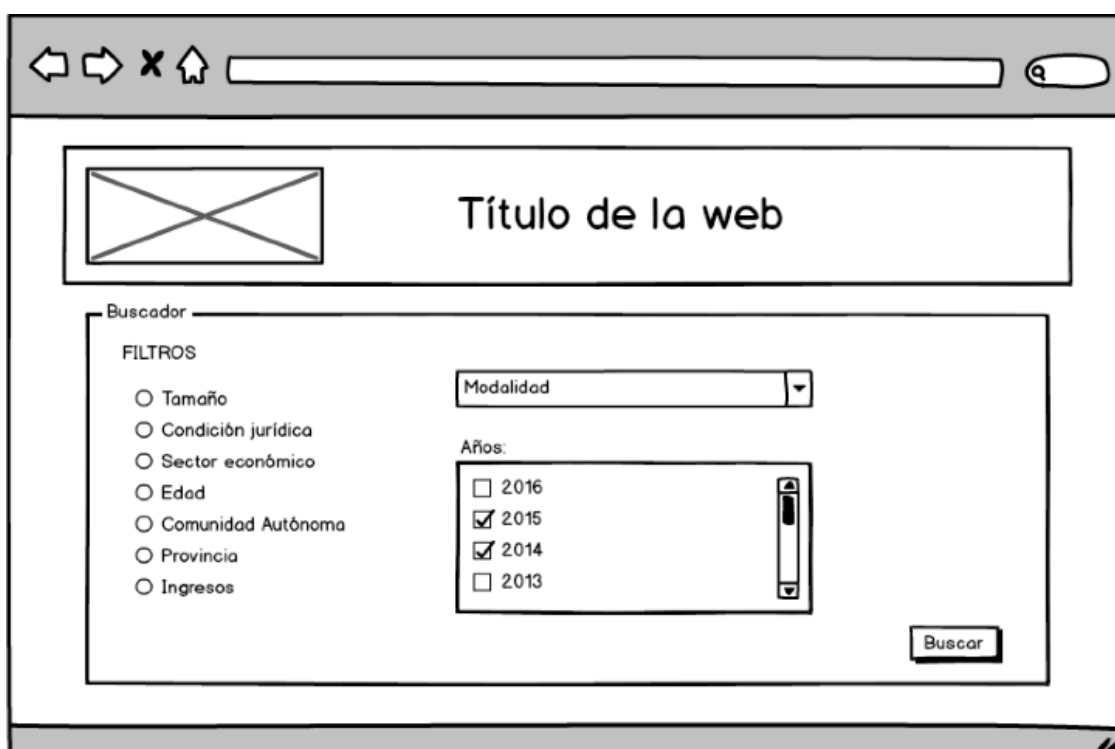 Título de la web
Buscador
FILTROS
Tamaño
Condición jurídica
Sector económico
Edad
Comunidad Autónoma
Provincia
Ingresos
Modalidad
Años:
2016
2015
2014
2013
Buscar